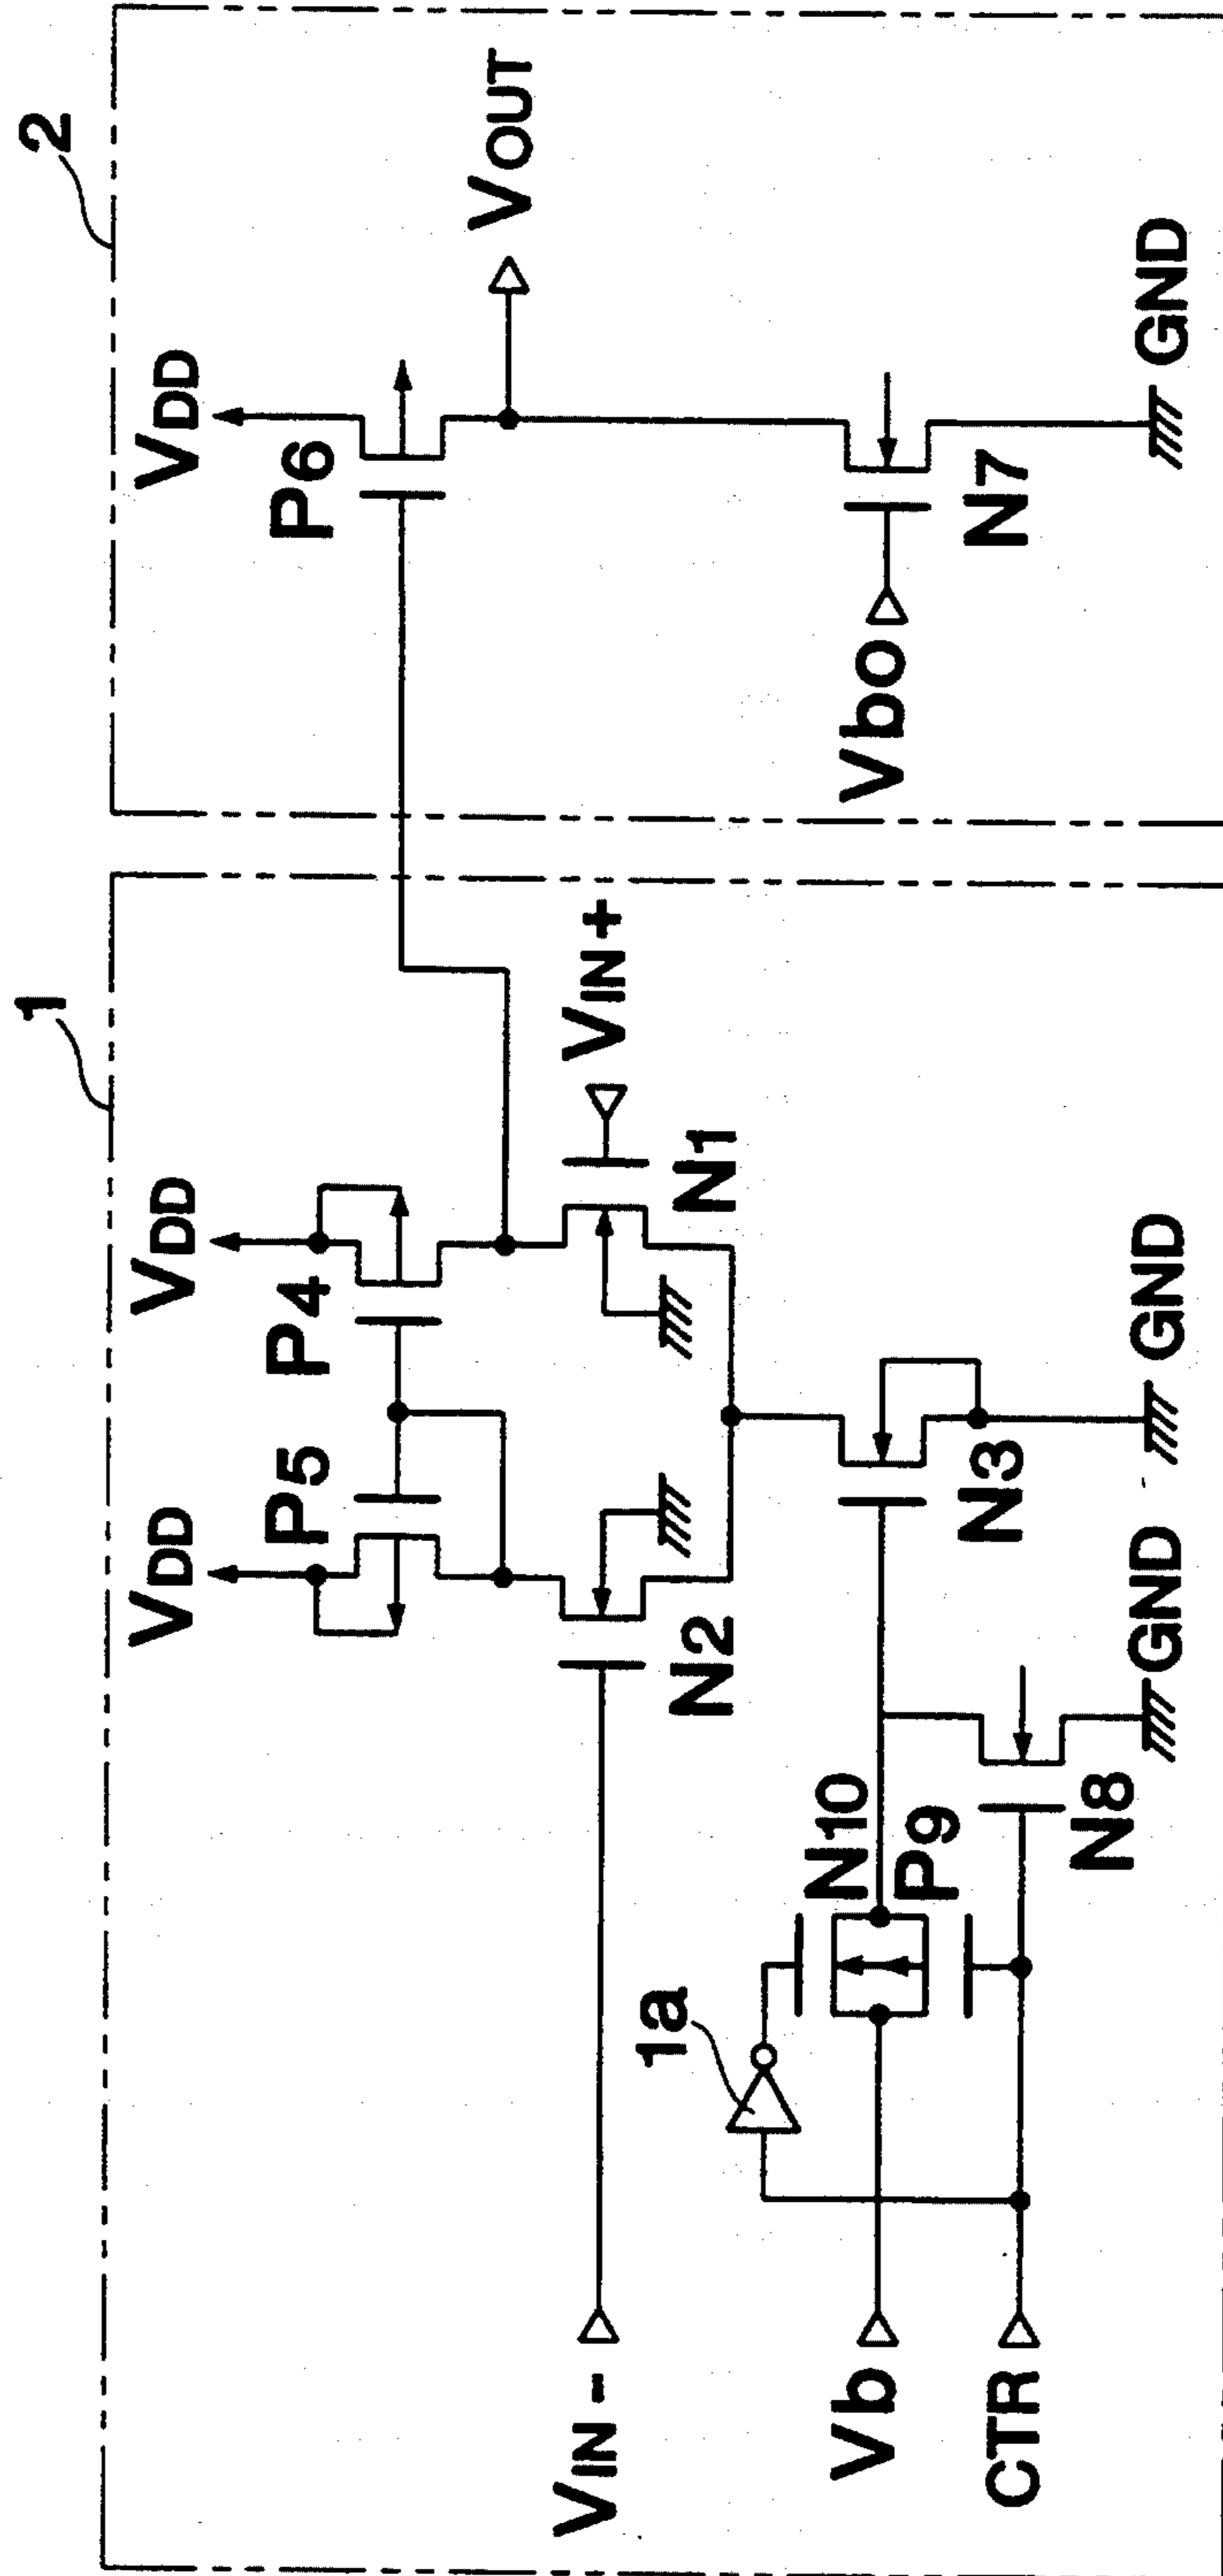 1
2
VDD
VDD
VDD
P5
P4
P6
VOUT
VIN -
N2
N1
VIN +
1a
N10
P9
Vb
N3
Vbo
N7
CTR
N8
GND
GND
GND